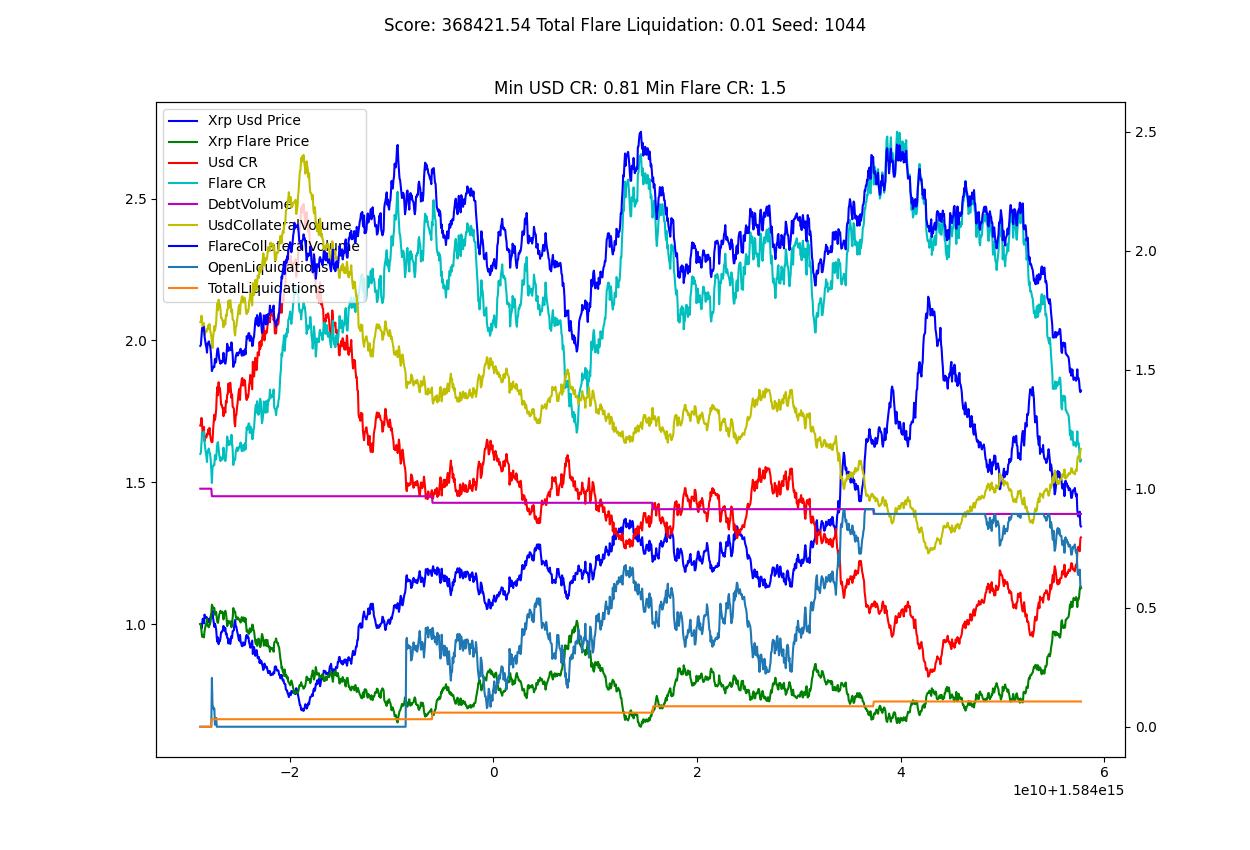 Score: 368421.54 Total Flare Liquidation: 0.01 Seed: 1044
Min USD CR: 0.81 Min Flare CR: 1.5
Xrp Usd Price
Xrp Flare Price
Usd CR
Flare CR
DebtVolume
UsdCollateralVolume
FlareCollateralVolume
OpenLiquidations
TotalLiquidations
2.5
2.0
1.5
1.0
2.5
2.0
1.5
1.0
0.5
0.0
−2
0
2
4
6
1e10+1.584e15